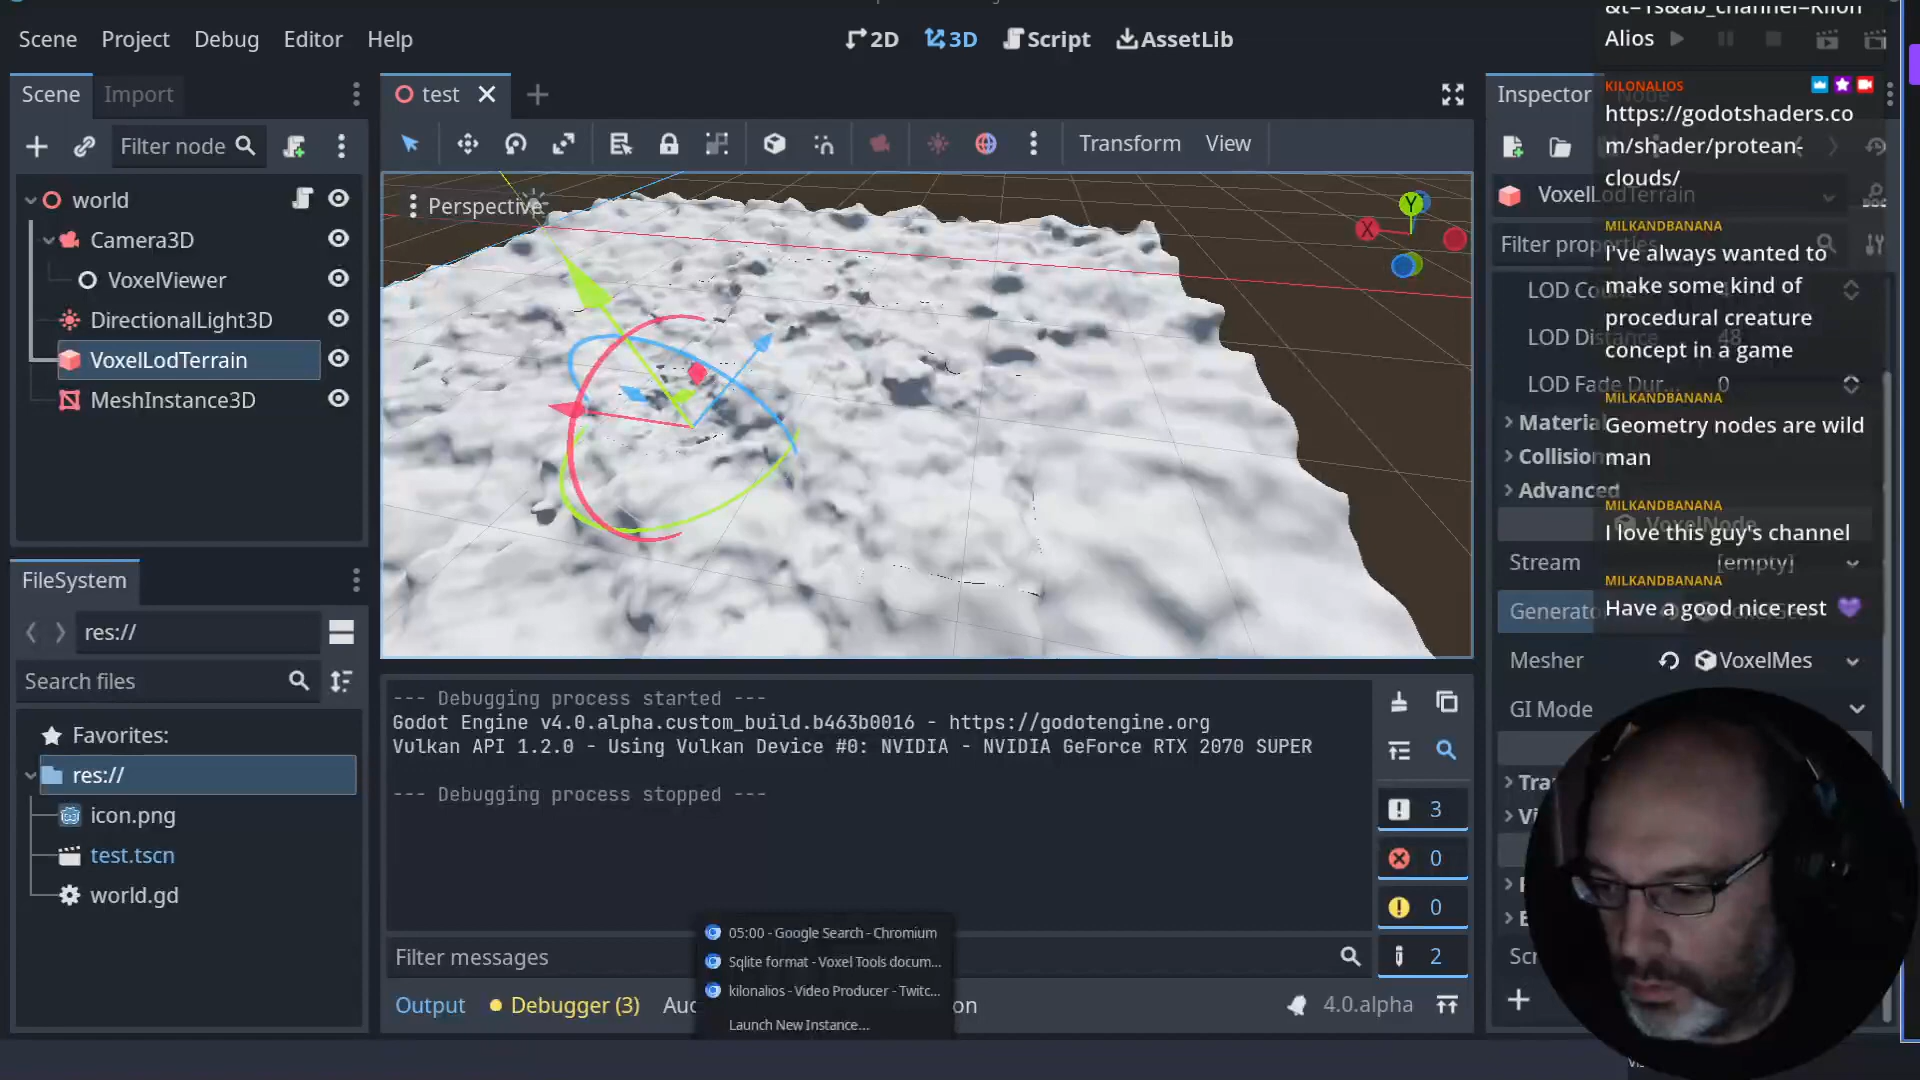 Scene Project Debug Editor Help
2D 3D Script AssetLib
Alios
Scene Import
test
Inspector
Filter node
Transform View
Perspective
Y
X
world
Camera3D
VoxelViewer
DirectionalLight3D
VoxelLodTerrain
MeshInstance3D
FileSystem
res://
Search files
Favorites:
res://
icon.png
test.tscn
world.gd
--- Debugging process started ---
Godot Engine v4.0.alpha.custom_build.b463b0016 - https://godotengine.org
Vulkan API 1.2.0 - Using Vulkan Device #0: NVIDIA - NVIDIA GeForce RTX 2070 SUPER
--- Debugging process stopped ---
3
0
0
2
Filter messages
05:00 - Google Search - Chromium
Sqlite format - Voxel Tools docum...
kilonalios - Video Producer - Twitc...
Launch New Instance...
Output Debugger (3)
4.0.alpha
KILONALIOS
https://godotshaders.co
m/shader/protean-
clouds/
MILKANDBANANA
I've always wanted to
make some kind of
procedural creature
concept in a game
MILKANDBANANA
Geometry nodes are wild
man
MILKANDBANANA
I love this guy's channel
MILKANDBANANA
Have a good nice rest 💜
VoxelLodTerrain
Filter properties
LOD Fade Dur... 0
Advanced
VoxelNode
Stream [empty]
Mesher VoxelMes
GI Mode